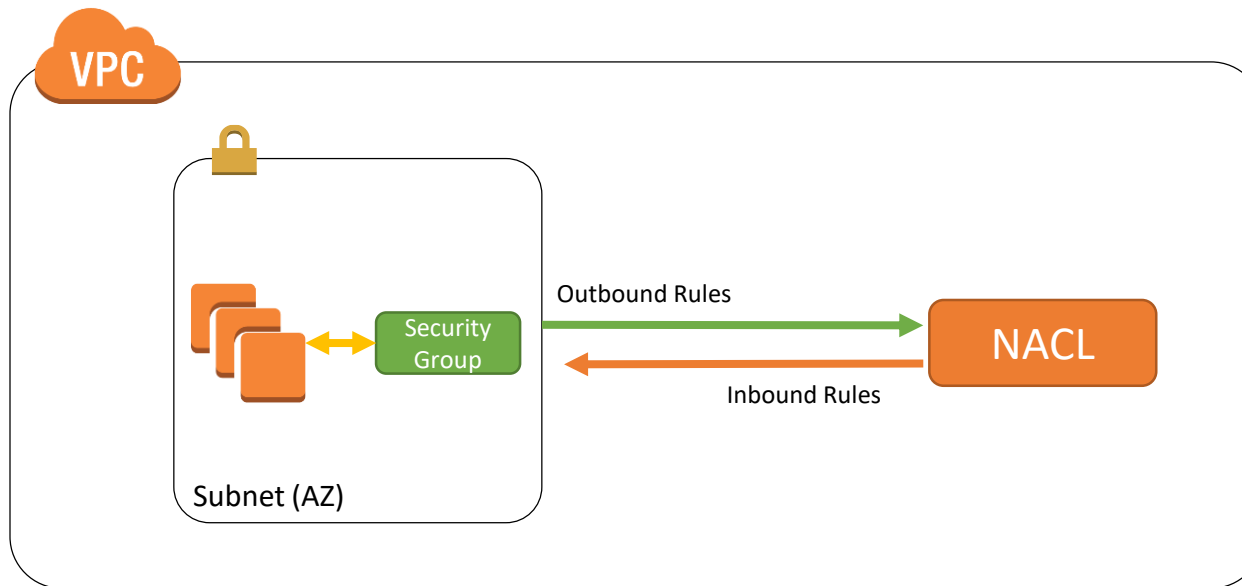 VPC
Outbound Rules
Security
Group
NACL
Inbound Rules
Subnet (AZ)